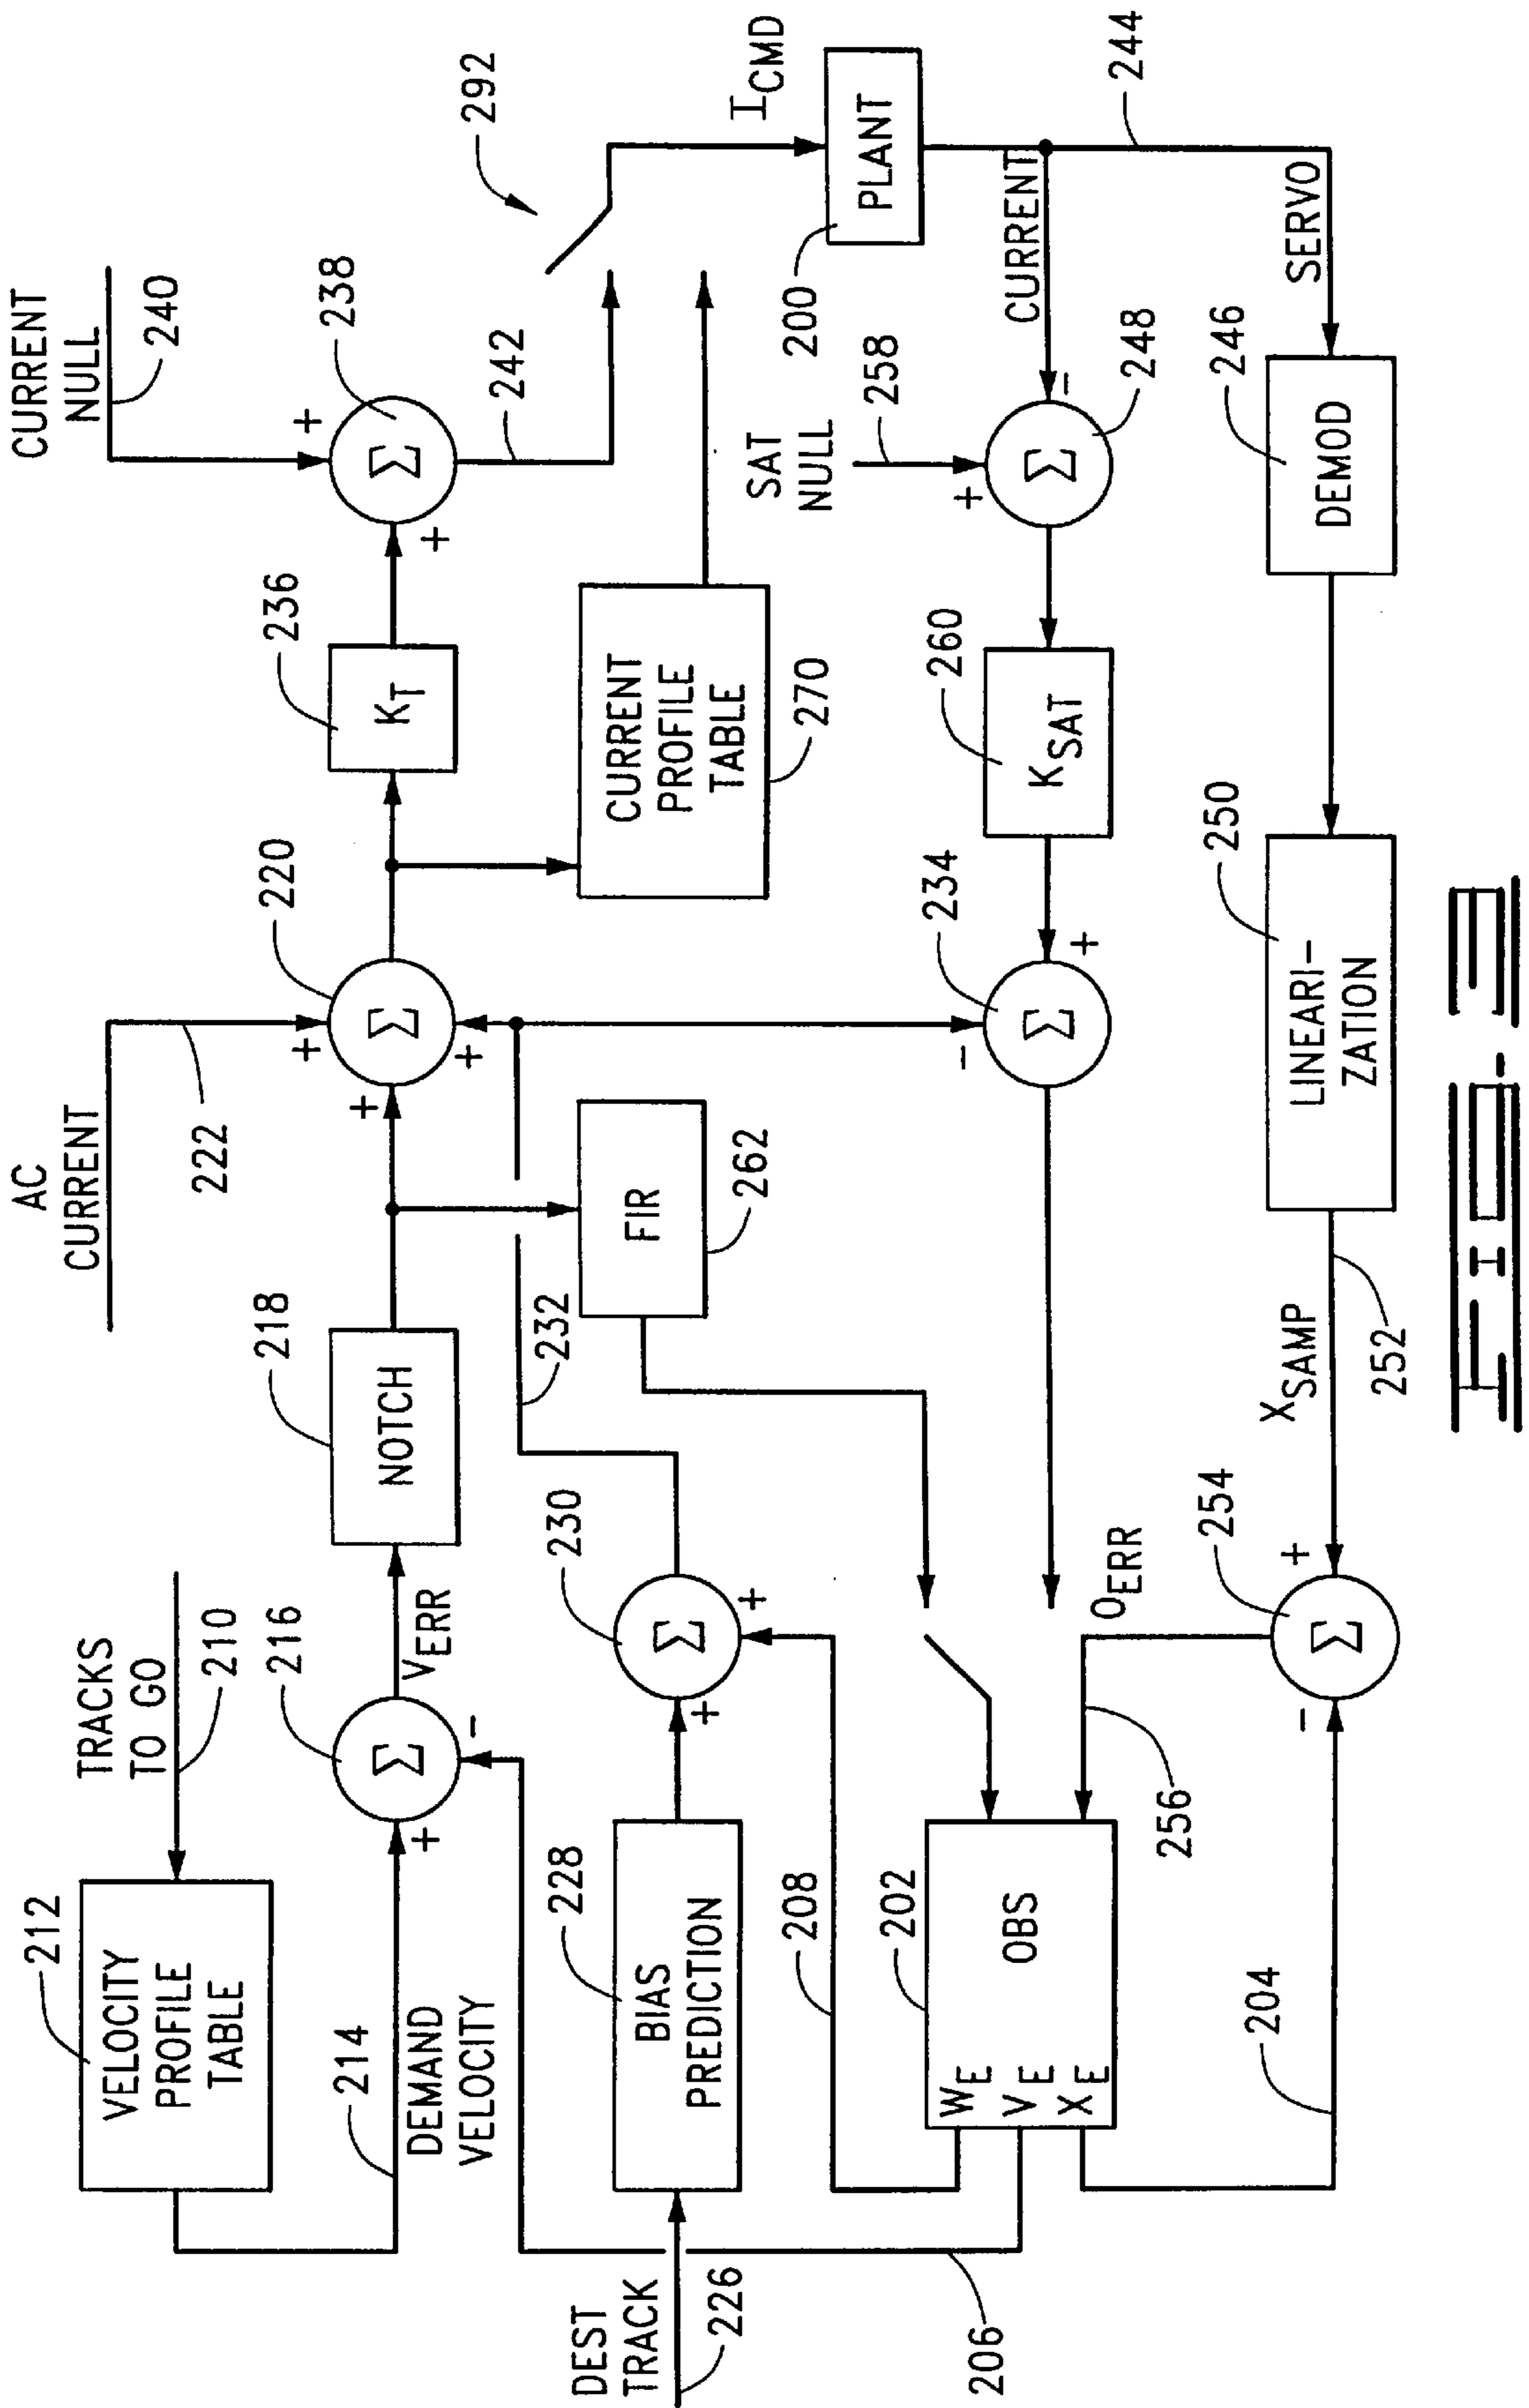 AC
CURRENT
222
CURRENT
NULL
240
TRACKS
TO GO
210
212
VELOCITY
PROFILE
TABLE
214
DEMAND
VELOCITY
216
Σ
+
-
VERR
218
NOTCH
220
Σ
+
+
+
236
KT
238
Σ
+
+
242
292
ICMD
DEST
TRACK
226
206
228
BIAS
PREDICTION
230
Σ
+
+
232
FIR
262
CURRENT
PROFILE
TABLE
270
SAT
NULL
258
200
PLANT
CURRENT
244
SERVO
208
202
OBS
WE
VE
XE
204
256
OERR
234
Σ
-
+
260
KSAT
248
Σ
+
-
254
Σ
+
-
XSAMP
252
250
LINEARI-
ZATION
246
DEMOD